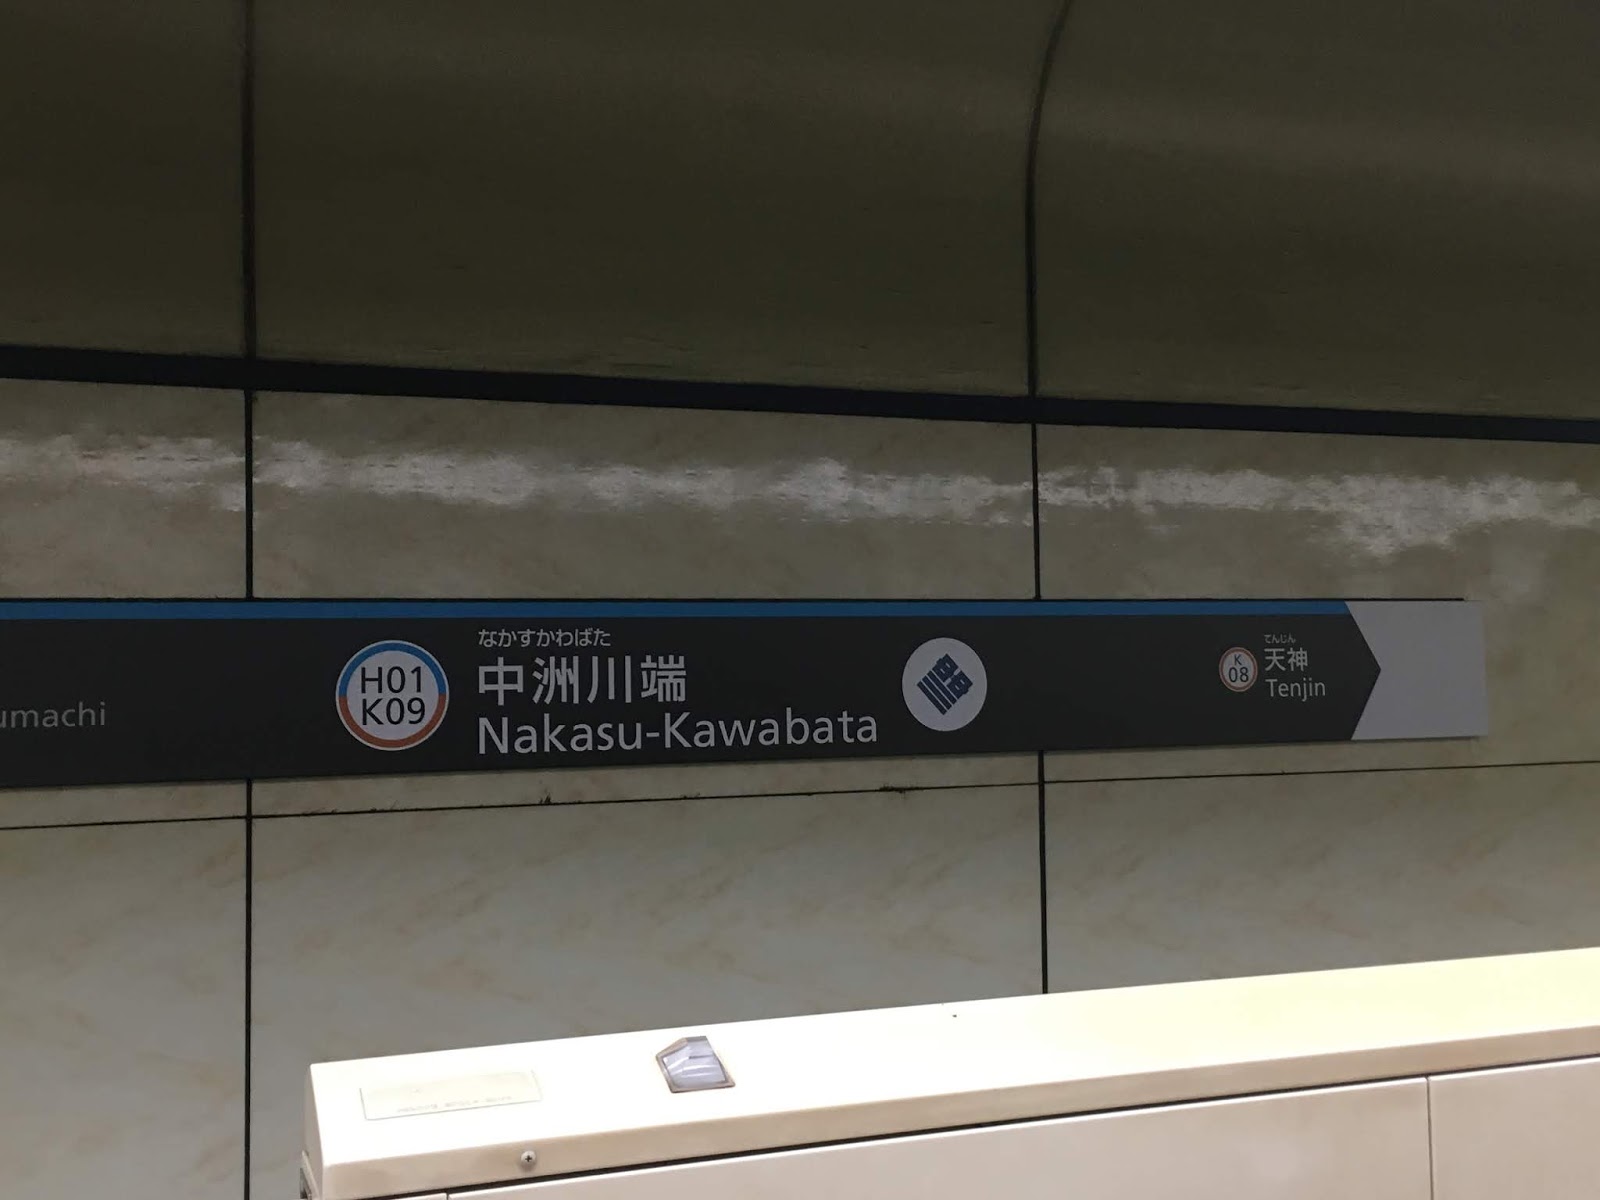 umachi
H01
K09
なかすかわばた
中洲川端
Nakasu-Kawabata
K
08
てんじん
天神
Tenjin